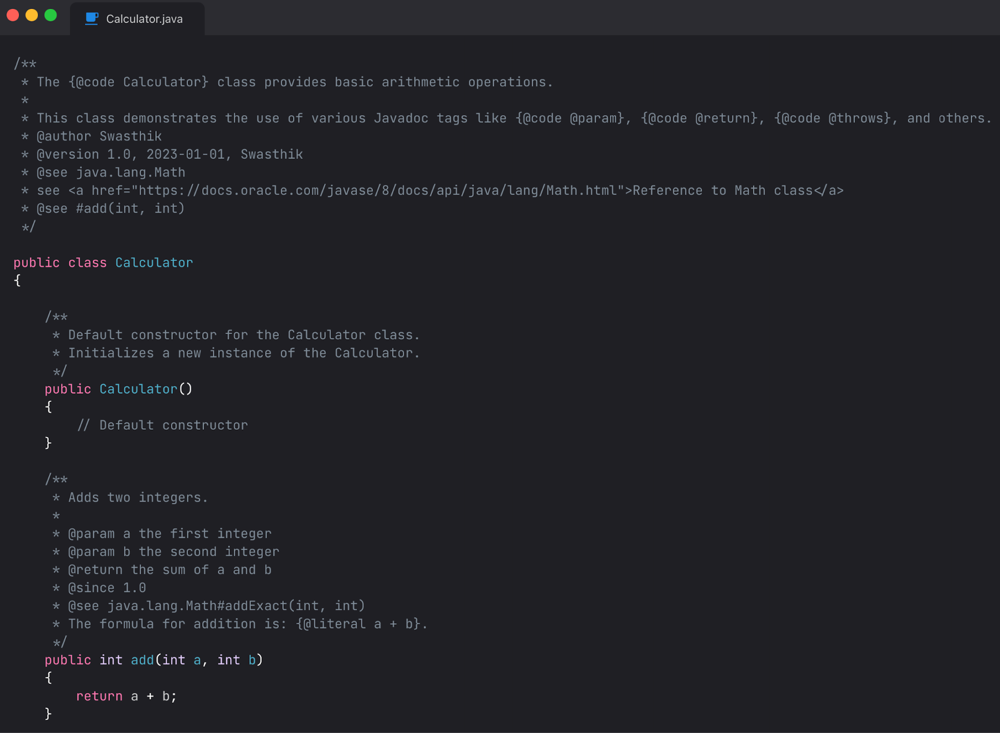 Calculator.java
/**
 * The {@code Calculator} class provides basic arithmetic operations.
 *
 * This class demonstrates the use of various Javadoc tags like {@code @param}, {@code @return}, {@code @throws}, and others.
 * @author Swasthik
 * @version 1.0, 2023-01-01, Swasthik
 * @see java.lang.Math
 * see <a href="https://docs.oracle.com/javase/8/docs/api/java/lang/Math.html">Reference to Math class</a>
 * @see #add(int, int)
 */
public class Calculator
{
    /**
     * Default constructor for the Calculator class.
     * Initializes a new instance of the Calculator.
     */
    public Calculator()
    {
        // Default constructor
    }
    /**
     * Adds two integers.
     *
     * @param a the first integer
     * @param b the second integer
     * @return the sum of a and b
     * @since 1.0
     * @see java.lang.Math#addExact(int, int)
     * The formula for addition is: {@literal a + b}.
     */
    public int add(int a, int b)
    {
        return a + b;
    }